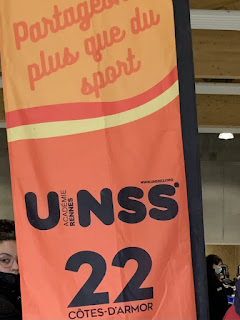 Partageons
plus que du
sport
www.unss.org
UNSS
ACADÉMIE
RENNES
22
CÔTES-D'ARMOR